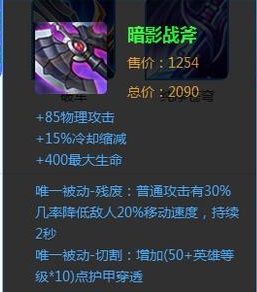 暗影战斧
售价：1254
总价：2090
+85物理攻击
+15%冷却缩减
+400最大生命
唯一被动-残废：普通攻击有30%
几率降低敌人20%移动速度，持续
2秒
唯一被动-切割：增加(50+英雄等
级*10)点护甲穿透